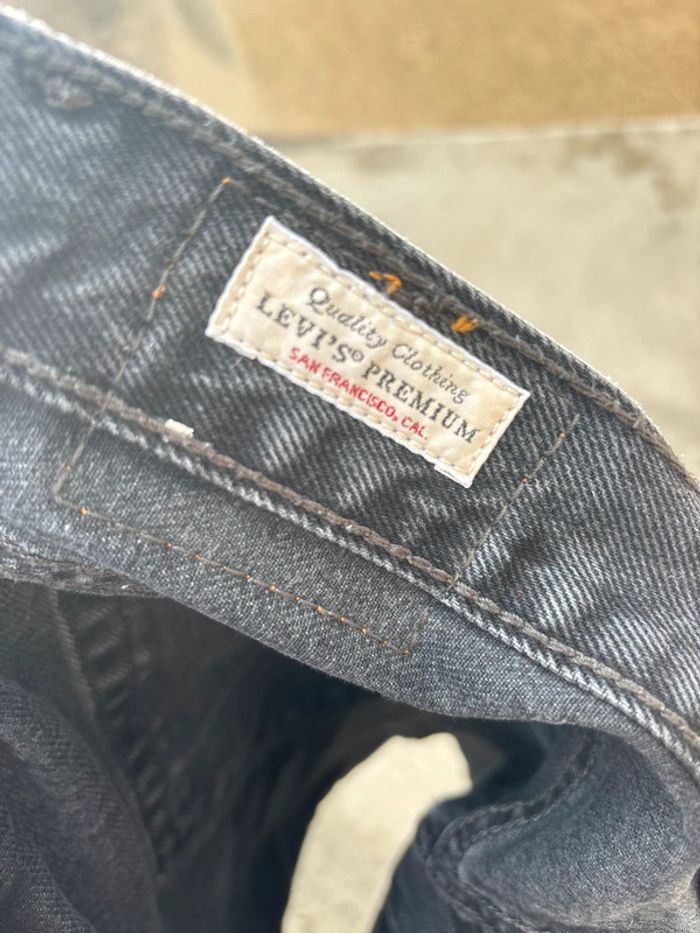 Quality Clothing
LEVI'S® PREMIUM
SAN FRANCISCO, CAL.